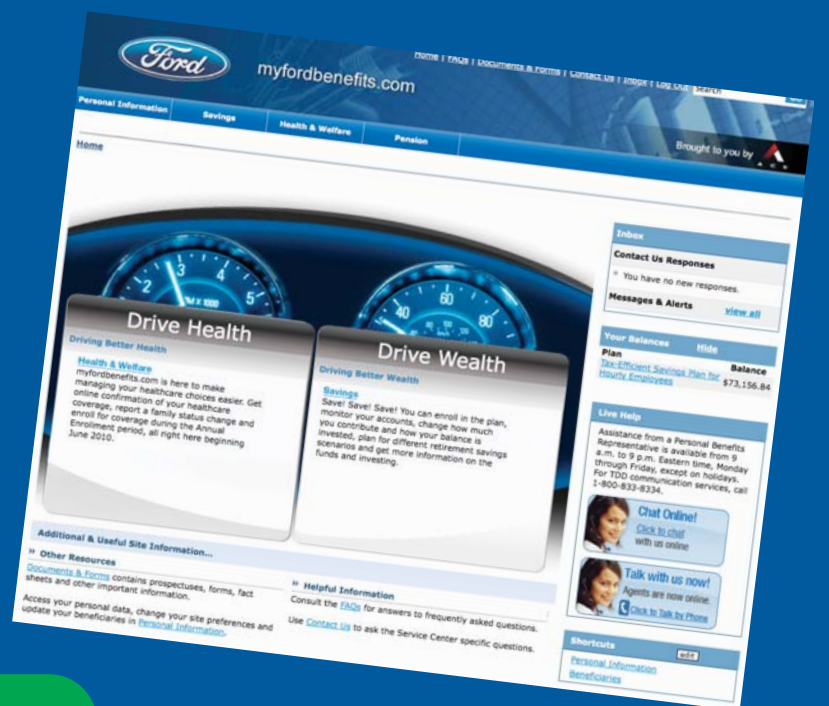 Ford
myfordbenefits.com
Home | FAQs | Documents & Forms | Contact Us | Inbox | Log Out Search
Personal Information
Savings
Health & Welfare
Pension
Brought to you by
A C S
Home
2 3 4 5
x 1000
40 60 80
Drive Health
Driving Better Health
Health & Welfare
myfordbenefits.com is here to make
managing your healthcare choices easier. Get
online confirmation of your healthcare
coverage, report a family status change and
enroll for coverage during the Annual
Enrollment period, all right here beginning
June 2010.
Drive Wealth
Driving Better Wealth
Savings
Save! Save! Save! You can enroll in the plan,
monitor your accounts, change how much
you contribute and how your balance is
invested, plan for different retirement savings
scenarios and get more information on the
funds and investing.
Inbox
Contact Us Responses
You have no new responses.
Messages & Alerts view all
Your Balances Hide
Plan Balance
Tax-Efficient Savings Plan for
Hourly Employees $73,156.84
Live Help
Assistance from a Personal Benefits
Representative is available from 9
a.m. to 9 p.m. Eastern time, Monday
through Friday, except on holidays.
For TDD communication services, call
1-800-833-8334.
Chat Online!
Click to chat
with us online
Talk with us now!
Agents are now online.
Click to Talk by Phone
Shortcuts edit
Personal Information
Beneficiaries
Additional & Useful Site Information...
» Other Resources
Documents & Forms contains prospectuses, forms, fact
sheets and other important information.
Access your personal data, change your site preferences and
update your beneficiaries in Personal Information.
» Helpful Information
Consult the FAQs for answers to frequently asked questions.
Use Contact Us to ask the Service Center specific questions.